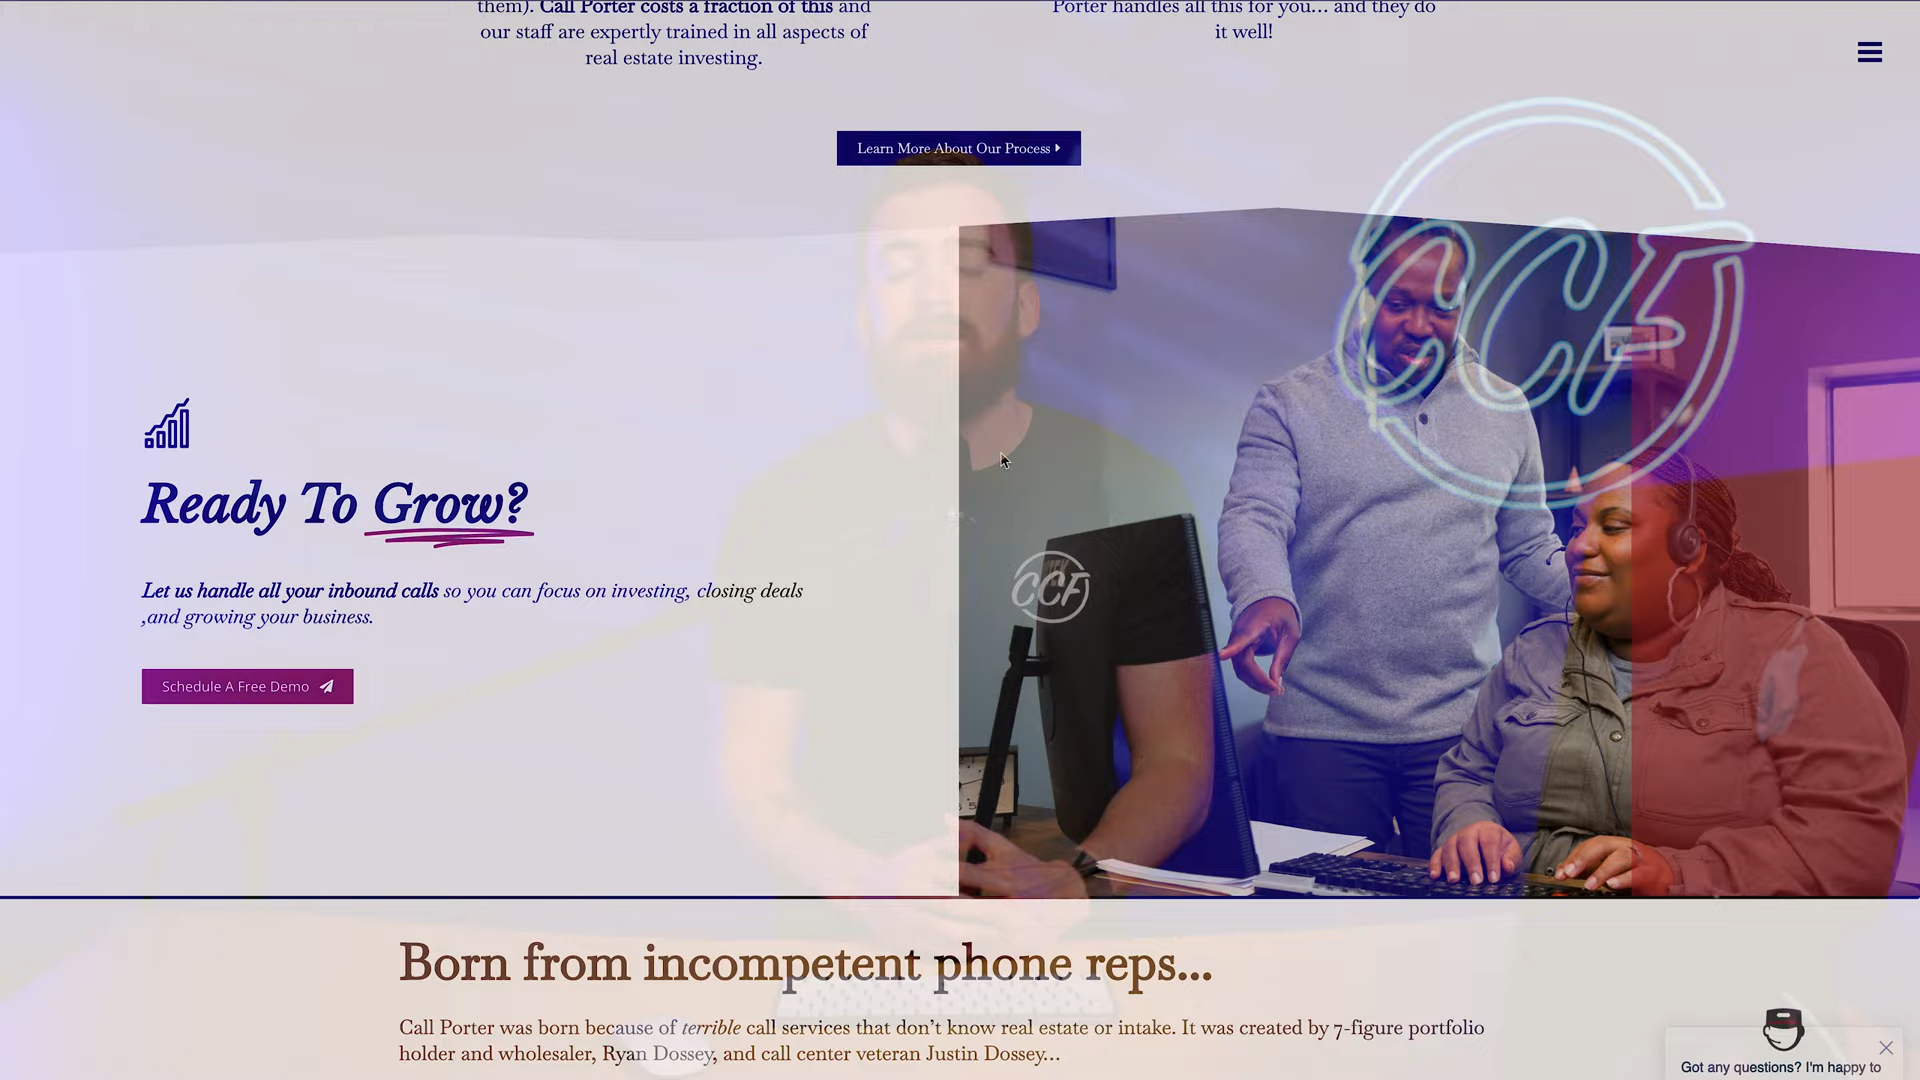 them). Call Porter costs a fraction of this and
our staff are expertly trained in all aspects of
real estate investing.
Porter handles all this for you... and they do
it well!
Learn More About Our Process
CCF
Ready To Grow?
Let us handle all your inbound calls so you can focus on investing, closing deals
,and growing your business.
Schedule A Free Demo
CCF
Born from incompetent phone reps...
Call Porter was born because of terrible call services that don't know real estate or intake. It was created by 7-figure portfolio
holder and wholesaler, Ryan Dossey, and call center veteran Justin Dossey...
Got any questions? I'm happy to